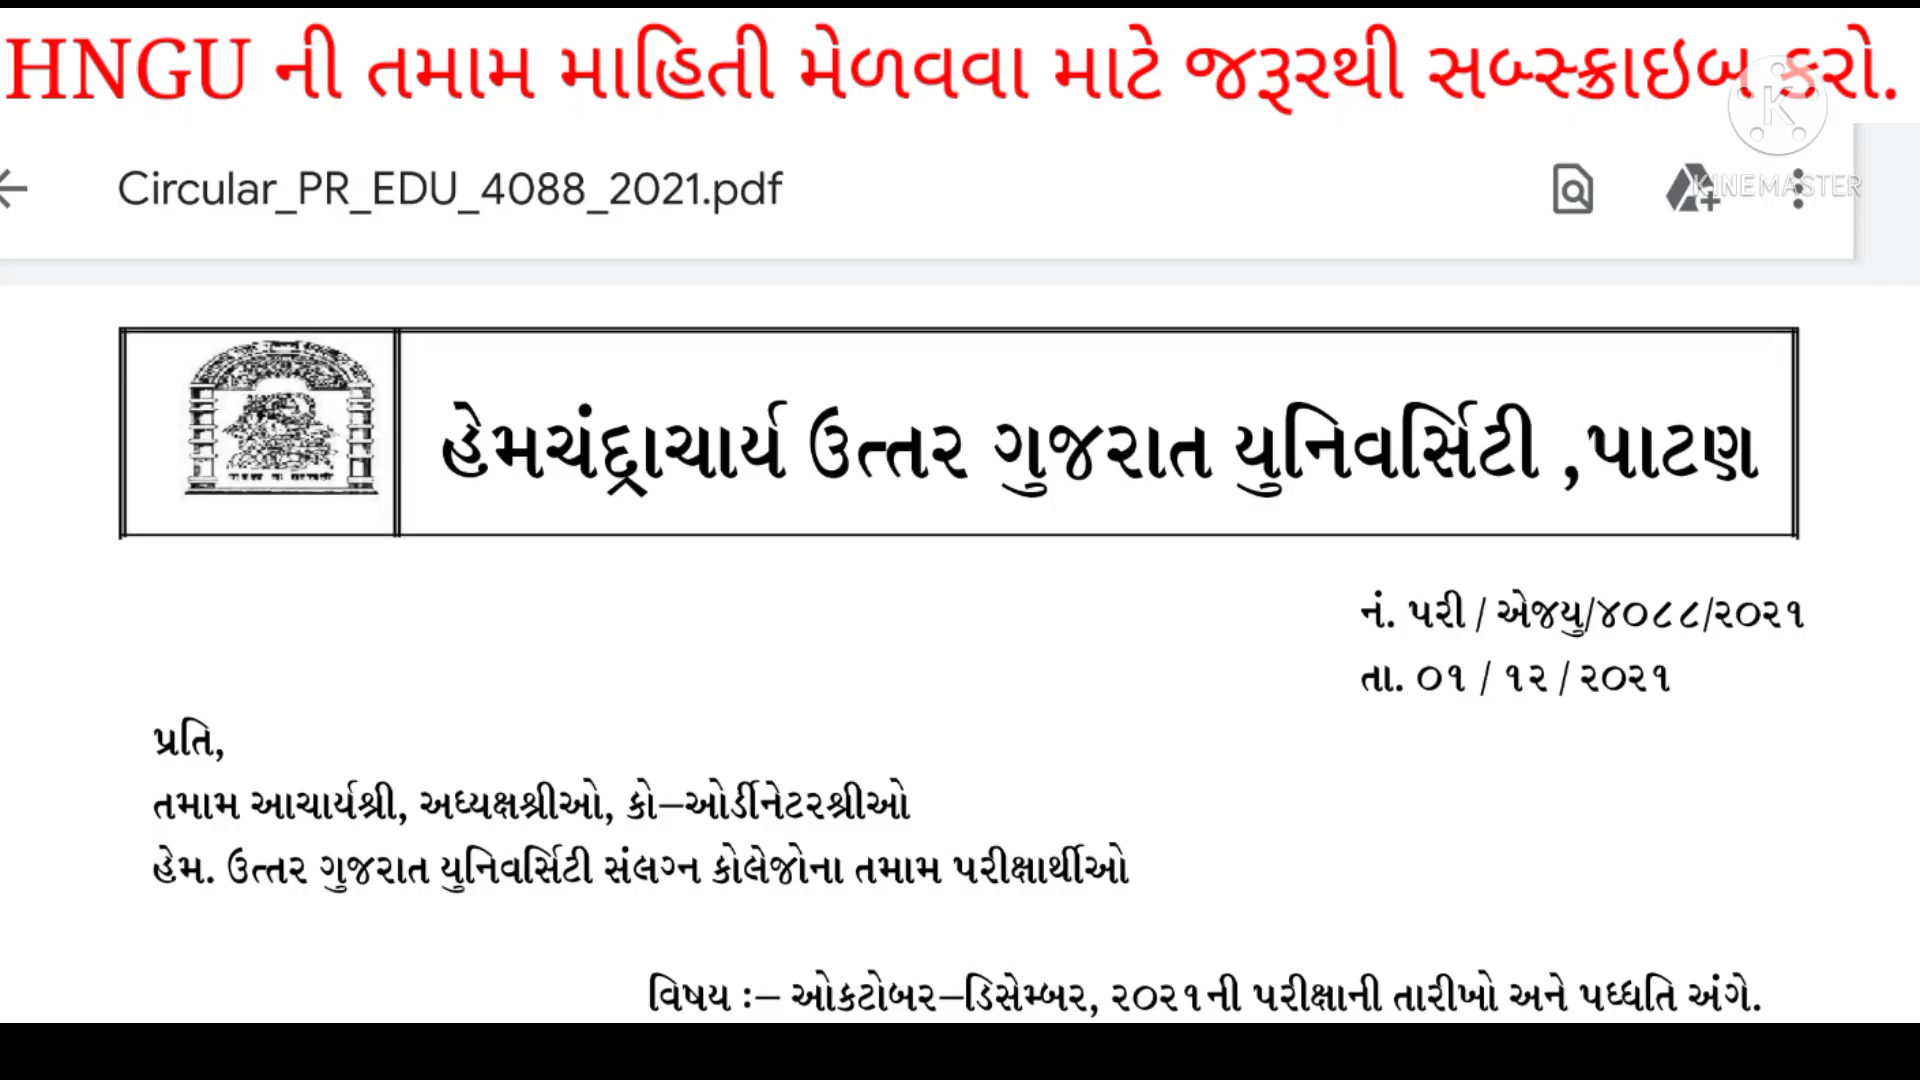 HNGU ની તમામ માહિતી મેળવવા માટે જરૂરથી સબ્સ્ક્રાઇબ કરો.
K
KINEMASTER
Circular_PR_EDU_4088_2021.pdf
હેમચંદ્રાચાર્ય ઉત્તર ગુજરાત યુનિવર્સિટી ,પાટણ
નં. પરી / એજયુ/૪૦૮૮/૨૦૨૧
તા. ૦૧ / ૧૨ / ૨૦૨૧
પ્રતિ,
તમામ આચાર્યશ્રી, અધ્યક્ષશ્રીઓ, કો–ઓર્ડીનેટરશ્રીઓ
હેમ. ઉત્તર ગુજરાત યુનિવર્સિટી સંલગ્ન કોલેજોના તમામ પરીક્ષાર્થીઓ
વિષય :– ઓકટોબર–ડિસેમ્બર, ૨૦૨૧ની પરીક્ષાની તારીખો અને પધ્ધતિ અંગે.